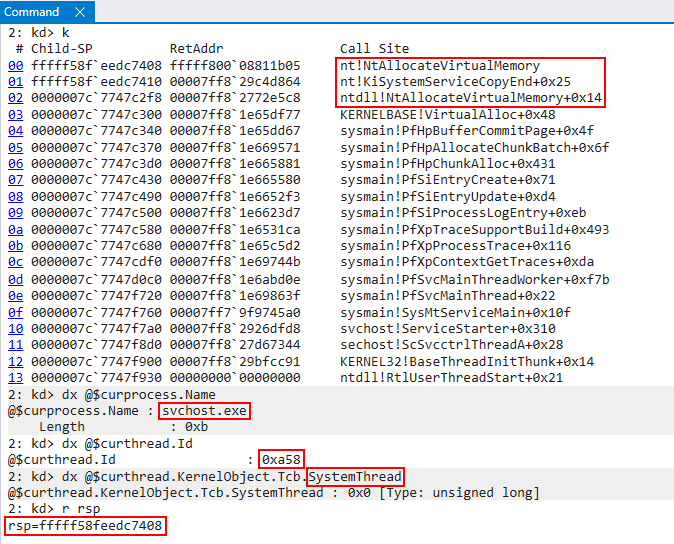 Command ×
2: kd> k
# Child-SP RetAddr Call Site
00 fffff58f`eedc7408 fffff800`08811b05 nt!NtAllocateVirtualMemory
01 fffff58f`eedc7410 00007ff8`29c4d864 nt!KiSystemServiceCopyEnd+0x25
02 0000007c`7747c2f8 00007ff8`2772e5c8 ntdll!NtAllocateVirtualMemory+0x14
03 0000007c`7747c300 00007ff8`1e65df77 KERNELBASE!VirtualAlloc+0x48
04 0000007c`7747c340 00007ff8`1e65dd67 sysmain!PfHpBufferCommitPage+0x4f
05 0000007c`7747c370 00007ff8`1e669571 sysmain!PfHpAllocateChunkBatch+0x6f
06 0000007c`7747c3d0 00007ff8`1e665881 sysmain!PfHpChunkAlloc+0x431
07 0000007c`7747c430 00007ff8`1e665580 sysmain!PfSiEntryCreate+0x71
08 0000007c`7747c490 00007ff8`1e6652f3 sysmain!PfSiEntryUpdate+0xd4
09 0000007c`7747c500 00007ff8`1e6623d7 sysmain!PfSiProcessLogEntry+0xeb
0a 0000007c`7747c580 00007ff8`1e6531ca sysmain!PfXpTraceSupportBuild+0x493
0b 0000007c`7747c680 00007ff8`1e65c5d2 sysmain!PfXpProcessTrace+0x116
0c 0000007c`7747cdf0 00007ff8`1e69744b sysmain!PfXpContextGetTraces+0xda
0d 0000007c`7747d0c0 00007ff8`1e6abd0e sysmain!PfSvcMainThreadWorker+0xf7b
0e 0000007c`7747f720 00007ff8`1e69863f sysmain!PfSvcMainThread+0x22
0f 0000007c`7747f760 00007ff7`9f9745a0 sysmain!SysMtServiceMain+0x10f
10 0000007c`7747f7a0 00007ff8`2926dfd8 svchost!ServiceStarter+0x310
11 0000007c`7747f8d0 00007ff8`27d67344 sechost!ScSvcctrlThreadA+0x28
12 0000007c`7747f900 00007ff8`29bfcc91 KERNEL32!BaseThreadInitThunk+0x14
13 0000007c`7747f930 00000000`00000000 ntdll!RtlUserThreadStart+0x21
2: kd> dx @$curprocess.Name
@$curprocess.Name : svchost.exe
Length : 0xb
2: kd> dx @$curthread.Id
@$curthread.Id : 0xa58
2: kd> dx @$curthread.KernelObject.Tcb.SystemThread
@$curthread.KernelObject.Tcb.SystemThread : 0x0 [Type: unsigned long]
2: kd> r rsp
rsp=fffff58feedc7408